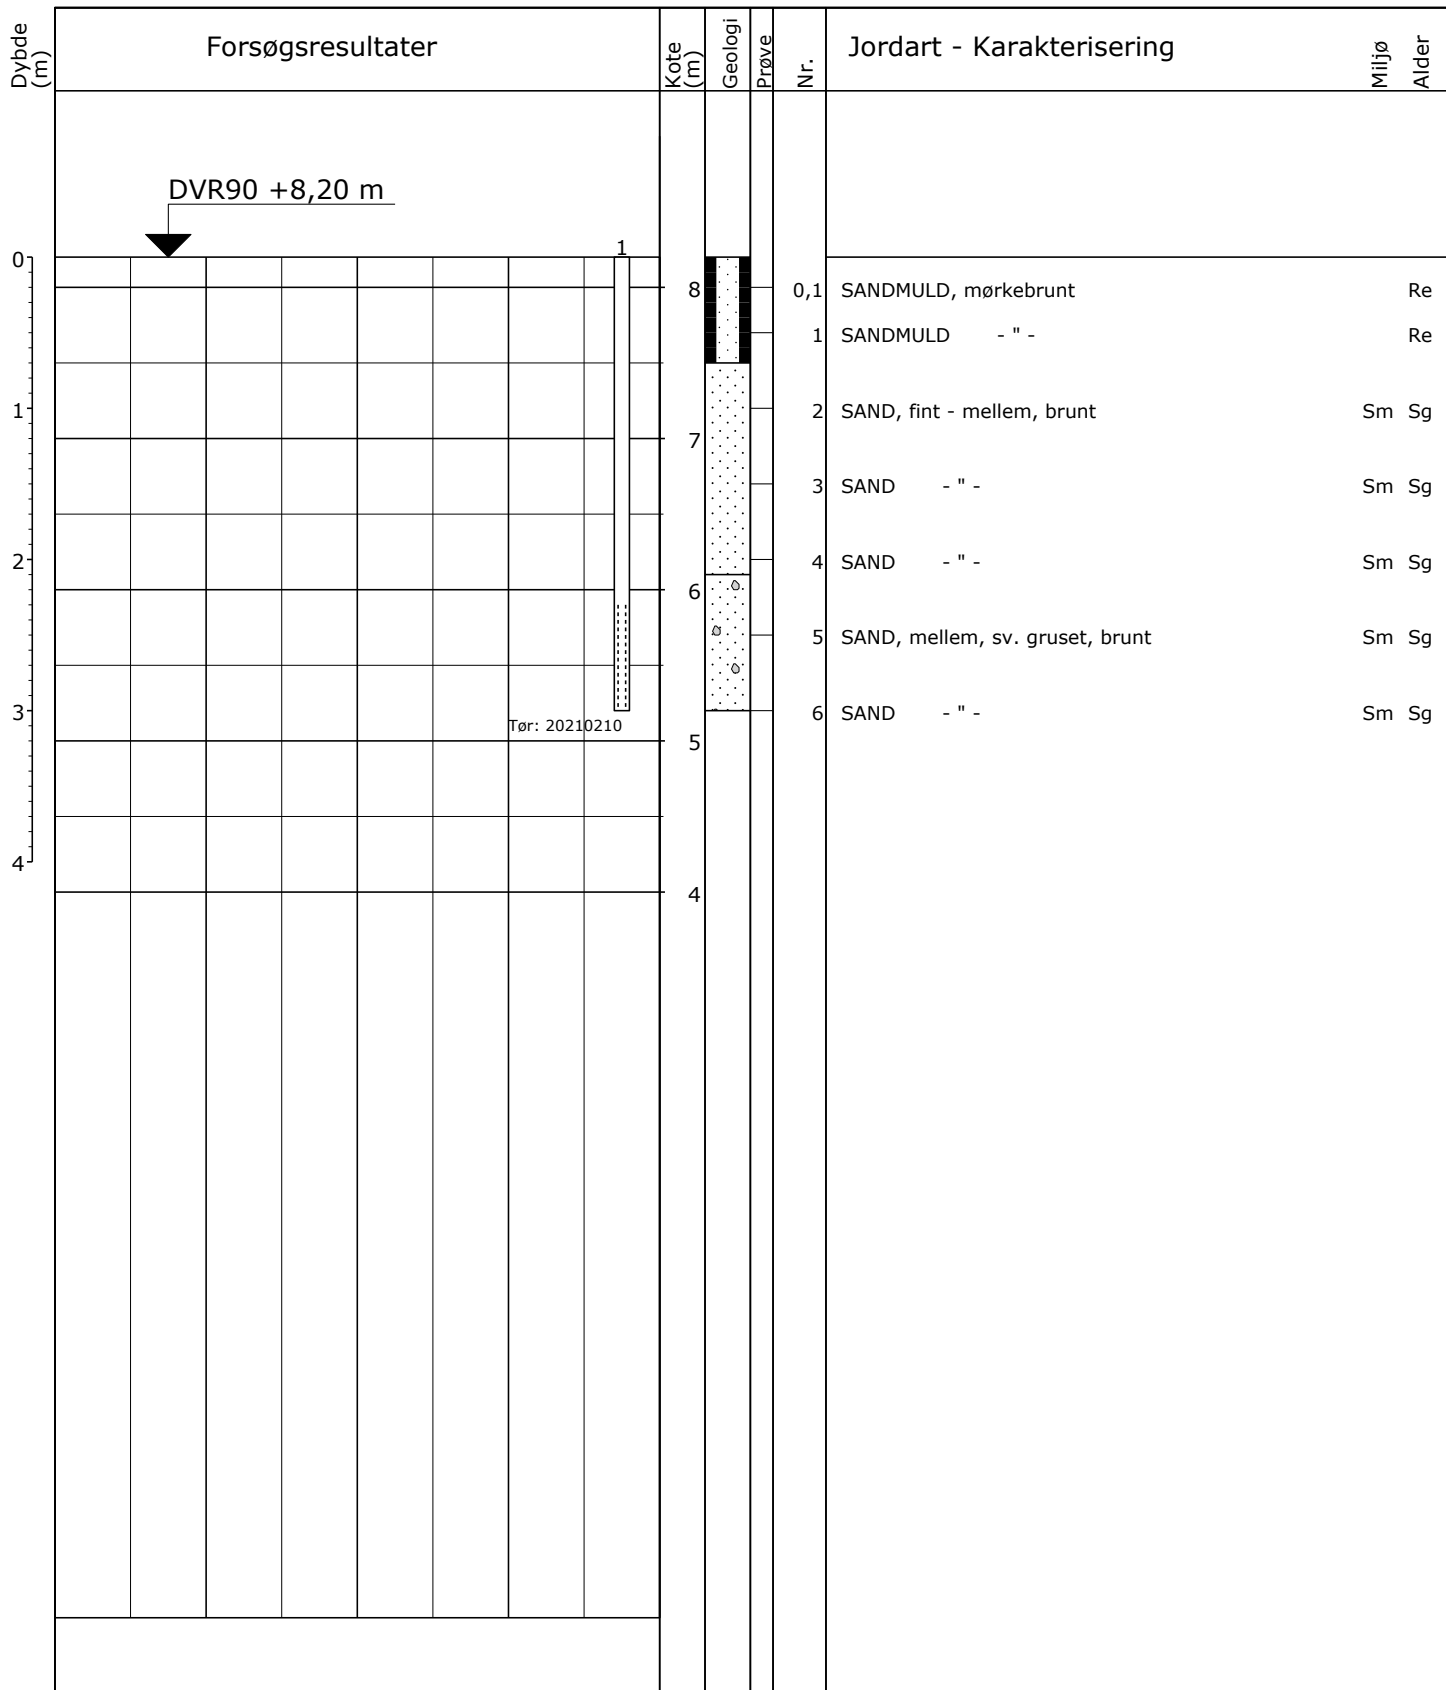 Dybde (m)
Forsøgsresultater
Kote (m)
Geologi
Prøve
Nr.
Jordart - Karakterisering
Miljø
Alder
DVR90 +8,20 m
1
0
8
0,1 SANDMULD, mørkebrunt Re
1 SANDMULD - " - Re
1
2 SAND, fint - mellem, brunt Sm Sg
7
3 SAND - " - Sm Sg
2
4 SAND - " - Sm Sg
6
5 SAND, mellem, sv. gruset, brunt Sm Sg
3
6 SAND - " - Sm Sg
Tør: 20210210
5
4
4